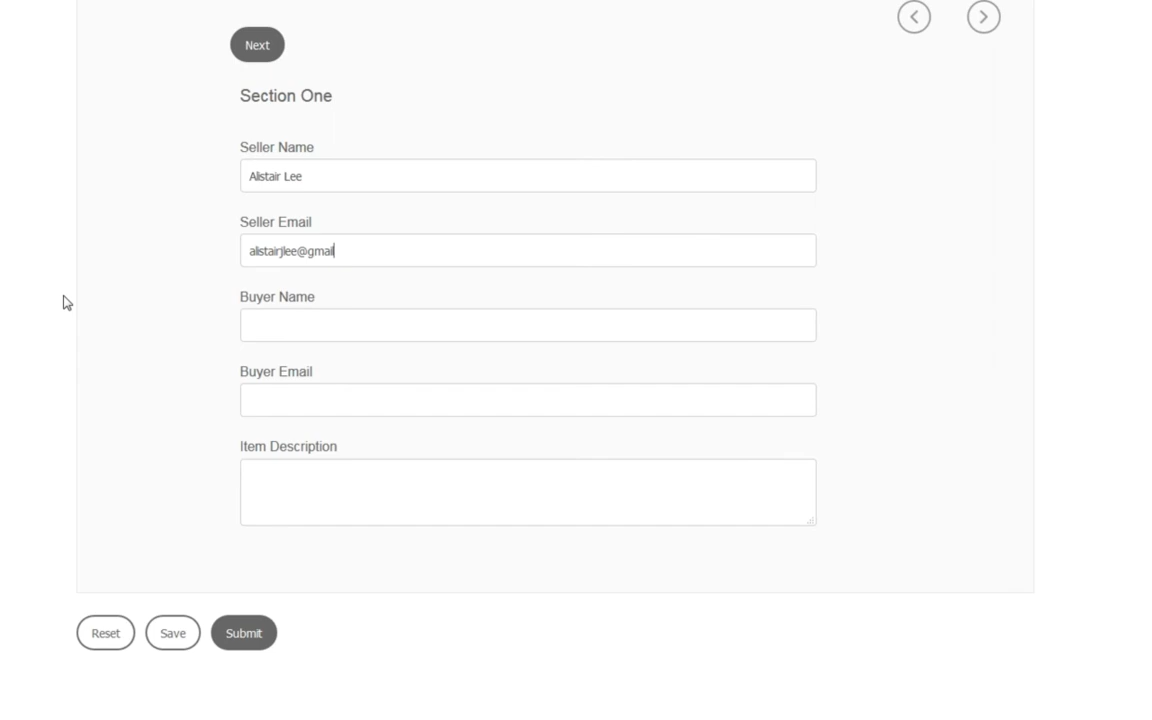 Next
Section One
Seller Name
Alistair Lee
Seller Email
alistairjlee@gmail
Buyer Name
Buyer Email
Item Description
Reset Save Submit